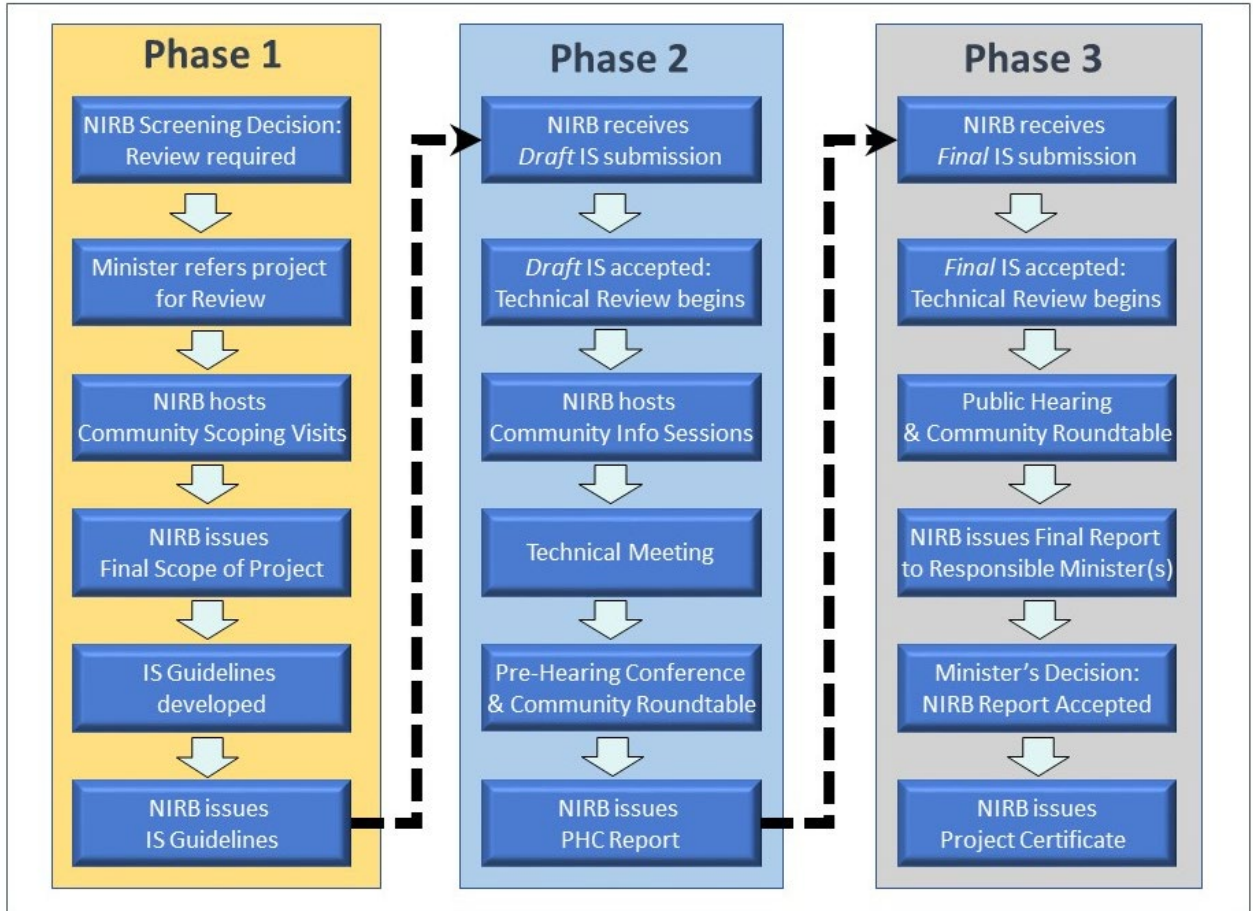 Phase 1
NIRB Screening Decision:
Review required
Minister refers project
for Review
NIRB hosts
Community Scoping Visits
NIRB issues
Final Scope of Project
IS Guidelines
developed
NIRB issues
IS Guidelines
Phase 2
NIRB receives
Draft IS submission
Draft IS accepted:
Technical Review begins
NIRB hosts
Community Info Sessions
Technical Meeting
Pre-Hearing Conference
& Community Roundtable
NIRB issues
PHC Report
Phase 3
NIRB receives
Final IS submission
Final IS accepted:
Technical Review begins
Public Hearing
& Community Roundtable
NIRB issues Final Report
to Responsible Minister(s)
Minister’s Decision:
NIRB Report Accepted
NIRB issues
Project Certificate